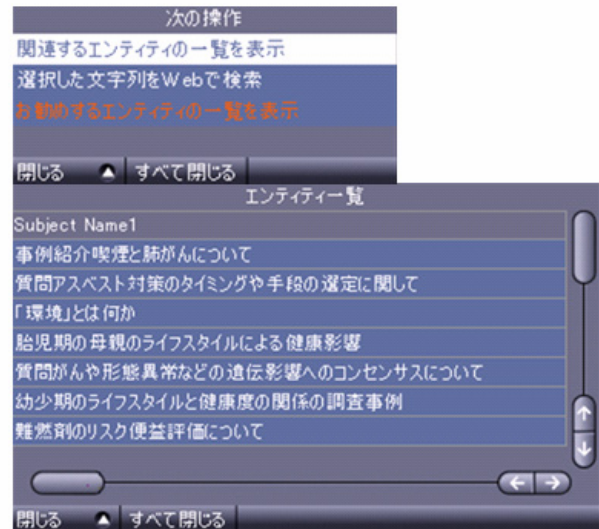 次の操作
関連するエンティティの一覧を表示
選択した文字列をWebで検索
お勧めするエンティティの一覧を表示
閉じる ▲ すべて閉じる
エンティティ一覧
Subject Name1
事例紹介喫煙と肺がんについて
質問アスベスト対策のタイミングや手段の選定に関して
「環境」とは何か
胎児期の母親のライフスタイルによる健康影響
質問がんや形態異常などの遺伝影響へのコンセンサスについて
幼少期のライフスタイルと健康度の関係の調査事例
難燃剤のリスク便益評価について
閉じる ▲ すべて閉じる